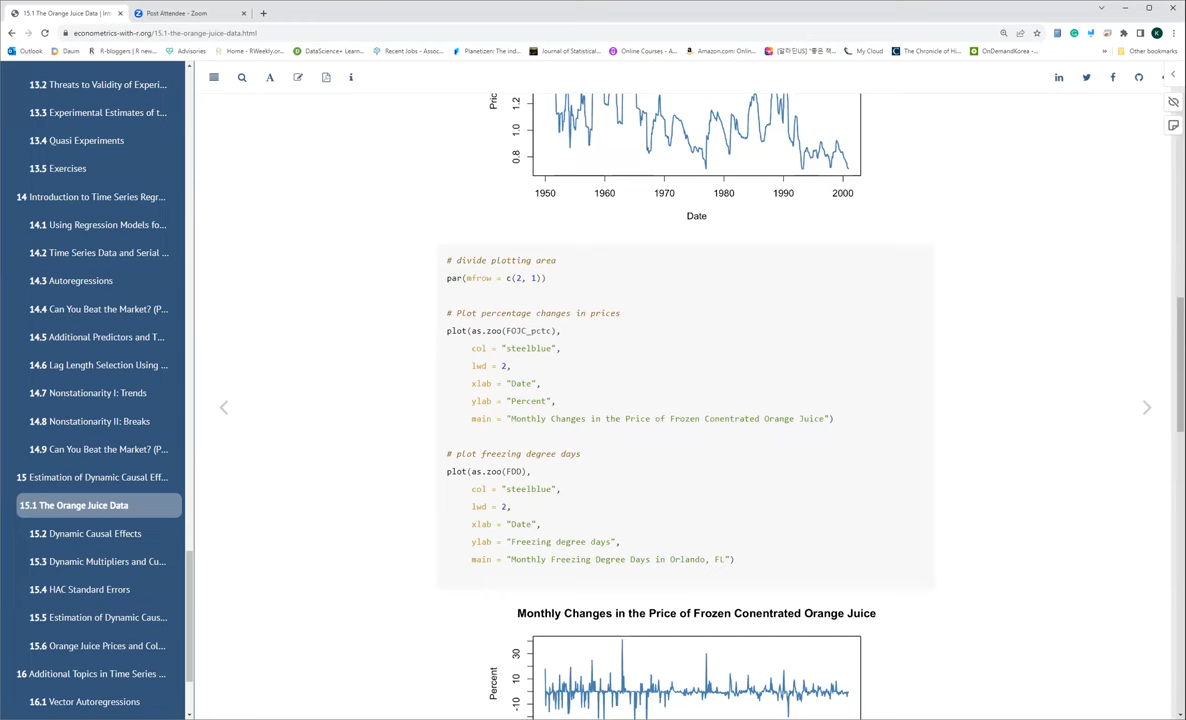 15.1 The Orange Juice Data | Int
Post Attendee - Zoom
econometrics-with-r.org/15.1-the-orange-juice-data.html
Outlook
Daum
R-bloggers | R new...
Advisories
Home - RWeekly.or...
DataScience+ Learn...
Recent Jobs - Assoc...
Planetizen: The ind...
Journal of Statistical...
Online Courses - A...
Amazon.com: Onlin...
[알라딘US] "좋은 책...
My Cloud
The Chronicle of Hi...
OnDemandKorea - ...
Other bookmarks
13.2 Threats to Validity of Experi...
13.3 Experimental Estimates of t...
13.4 Quasi Experiments
13.5 Exercises
14 Introduction to Time Series Regr...
14.1 Using Regression Models fo...
14.2 Time Series Data and Serial ...
14.3 Autoregressions
14.4 Can You Beat the Market? (P...
14.5 Additional Predictors and T...
14.6 Lag Length Selection Using ...
14.7 Nonstationarity I: Trends
14.8 Nonstationarity II: Breaks
14.9 Can You Beat the Market? (P...
15 Estimation of Dynamic Causal Eff...
15.1 The Orange Juice Data
15.2 Dynamic Causal Effects
15.3 Dynamic Multipliers and Cu...
15.4 HAC Standard Errors
15.5 Estimation of Dynamic Caus...
15.6 Orange Juice Prices and Col...
16 Additional Topics in Time Series ...
16.1 Vector Autoregressions
Pric
1.2
1.0
0.8
1950 1960 1970 1980 1990 2000
Date
# divide plotting area
par(mfrow = c(2, 1))
# Plot percentage changes in prices
plot(as.zoo(FOJC_pctc),
col = "steelblue",
lwd = 2,
xlab = "Date",
ylab = "Percent",
main = "Monthly Changes in the Price of Frozen Conentrated Orange Juice")
# plot freezing degree days
plot(as.zoo(FDD),
col = "steelblue",
lwd = 2,
xlab = "Date",
ylab = "Freezing degree days",
main = "Monthly Freezing Degree Days in Orlando, FL")
Monthly Changes in the Price of Frozen Conentrated Orange Juice
Percent
30
10
-10